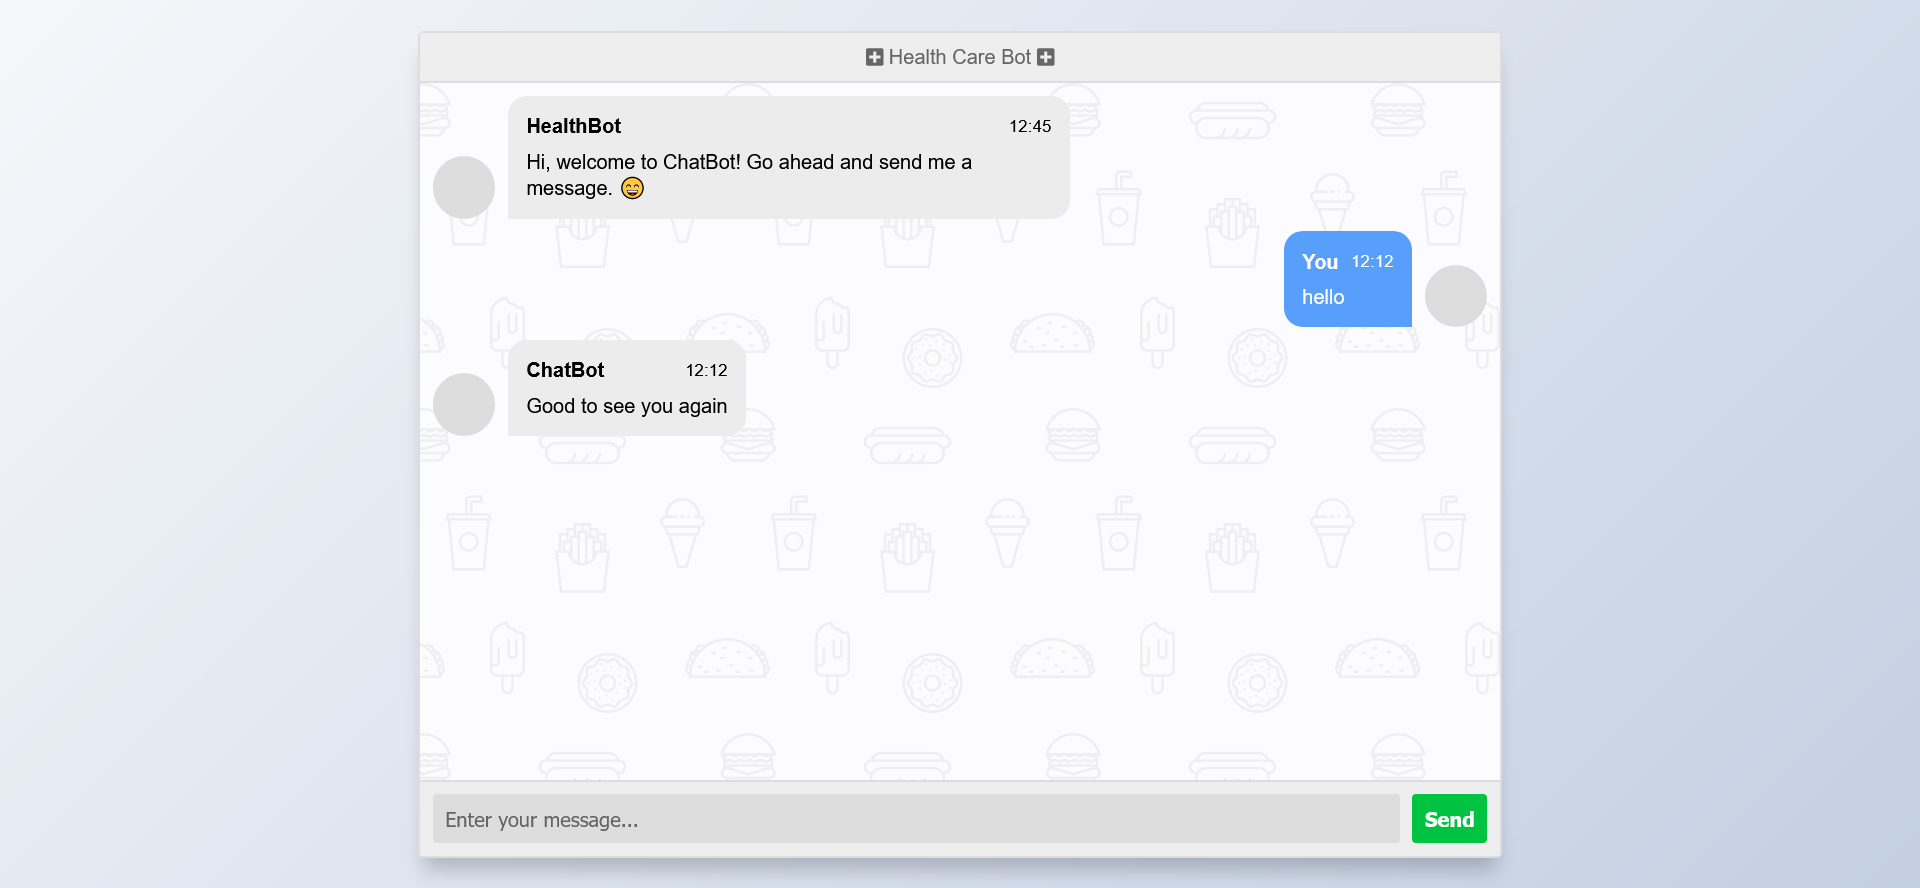 Health Care Bot
HealthBot 12:45
Hi, welcome to ChatBot! Go ahead and send me a
message. 😄
You 12:12
hello
ChatBot 12:12
Good to see you again
Enter your message...
Send